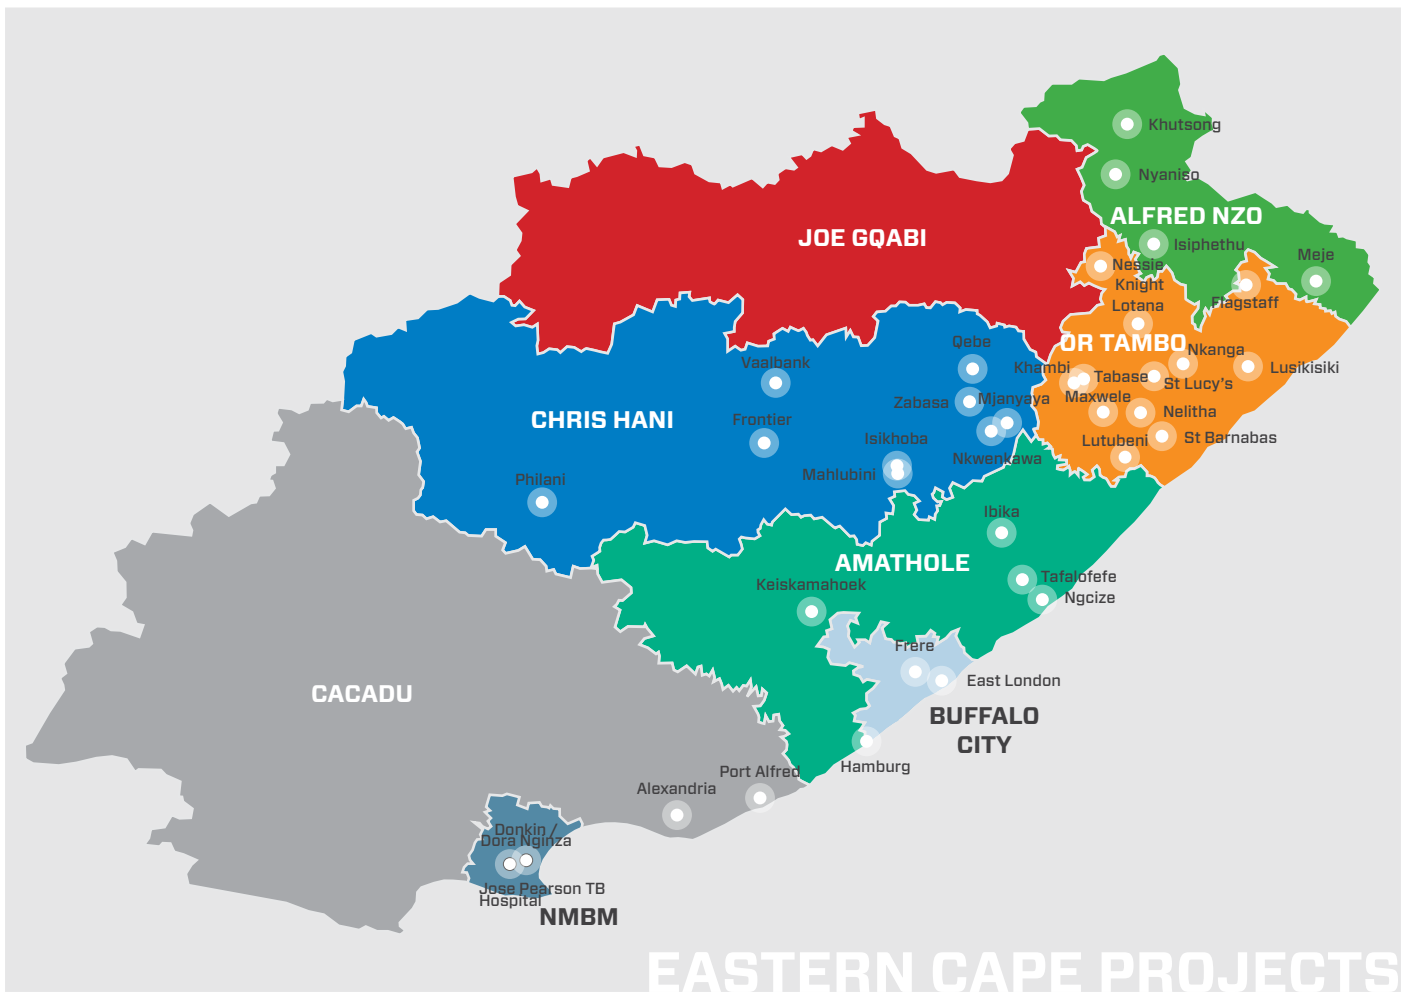 Khutsong
Nyaniso
ALFRED NZO
JOE GQABI
Isiphethu
Meje
Nessie
Knight
Flagstaff
Lotana
OR TAMBO
Qebe
Nkanga
Vaalbank
Khambi
Lusikisiki
Tabase
St Lucy's
Zabasa
Mjanyaya
Maxwele
CHRIS HANI
Frontier
Nelitha
Isikhoba
Lutubeni
St Barnabas
Nkwenkawa
Mahlubini
Philani
Ibika
AMATHOLE
Tafalofefe
Keiskamahoek
Ngcize
Frere
East London
CACADU
BUFFALO
CITY
Hamburg
Port Alfred
Alexandria
Donkin /
Dora Nginza
Jose Pearson TB
Hospital
NMBM
EASTERN CAPE PROJECTS